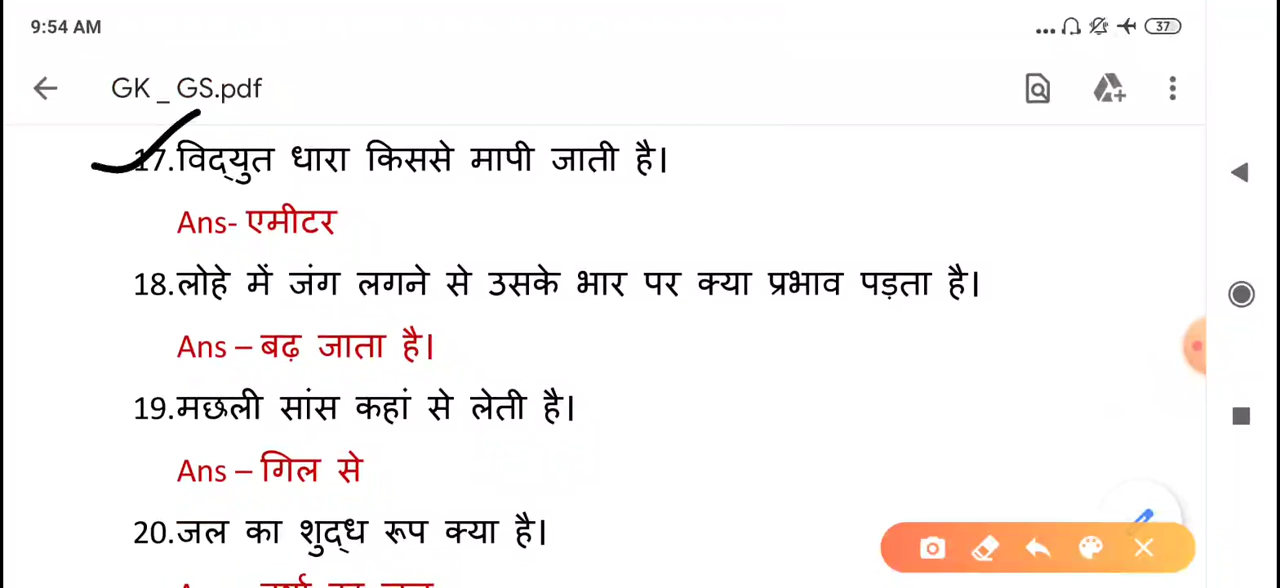 9:54 AM
37
GK _ GS.pdf
17.विद्युत धारा किससे मापी जाती है।
Ans- एमीटर
18.लोहे में जंग लगने से उसके भार पर क्या प्रभाव पड़ता है।
Ans – बढ़ जाता है।
19.मछली सांस कहां से लेती है।
Ans – गिल से
20.जल का शुद्ध रूप क्या है।